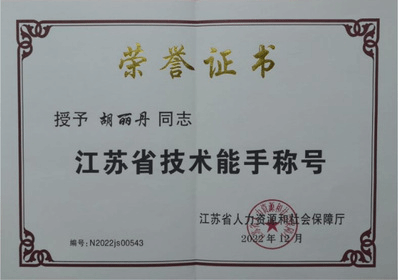 荣誉证书
授予 胡丽丹 同志
江苏省技术能手称号
江苏省人力资源和社会保障厅
2022年12月
编号：N2022js00543